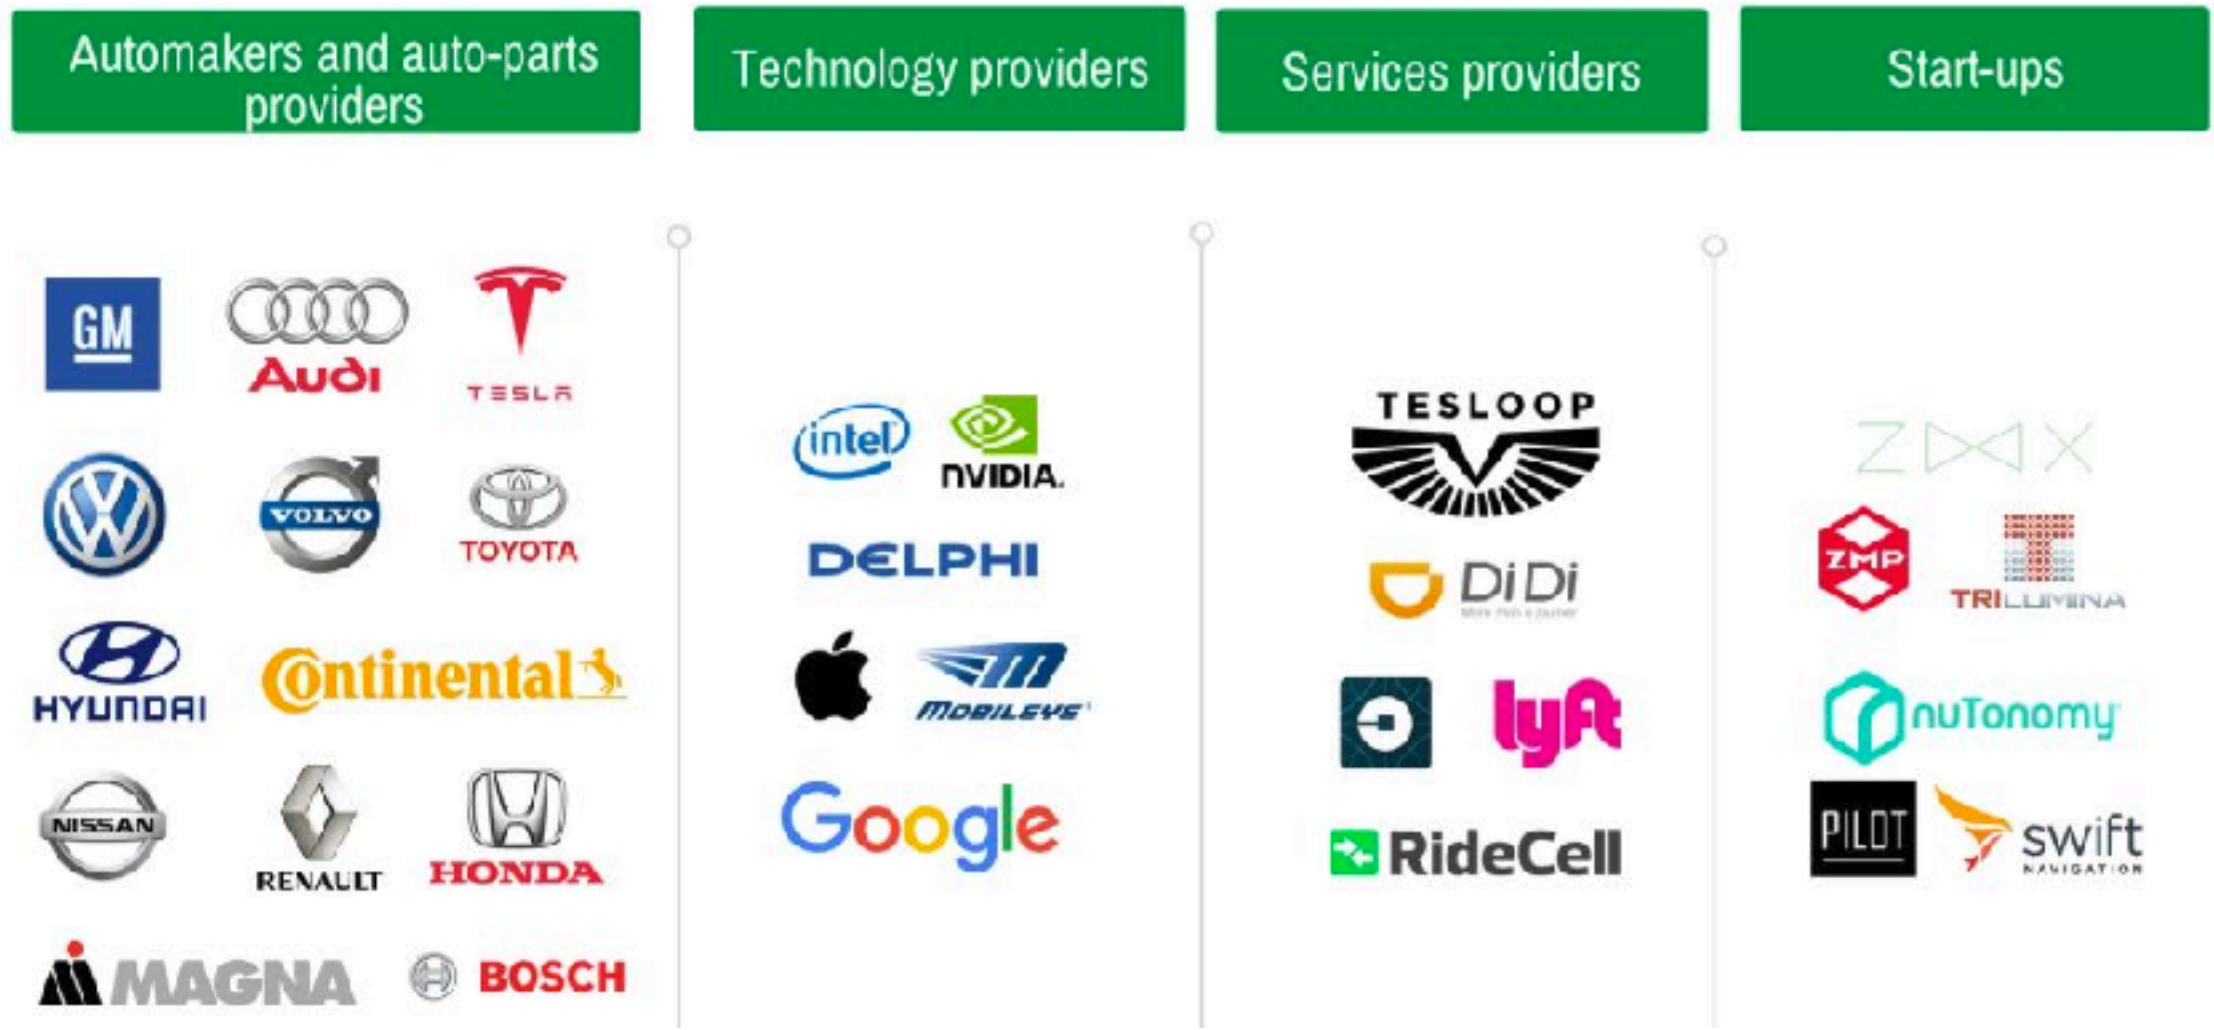 Automakers and auto-parts
providers
Technology providers
Services providers
Start-ups
GM
Audi
TESLA
VOLVO
TOYOTA
HYUNDAI
Continental
NISSAN
RENAULT
HONDA
MAGNA
BOSCH
intel
NVIDIA.
DELPHI
MOBILEYE
Google
TESLOOP
DiDi
lyft
RideCell
ZOOX
ZMP
TRILUMINA
nuTonomy
PILOT
swift
NAVIGATION